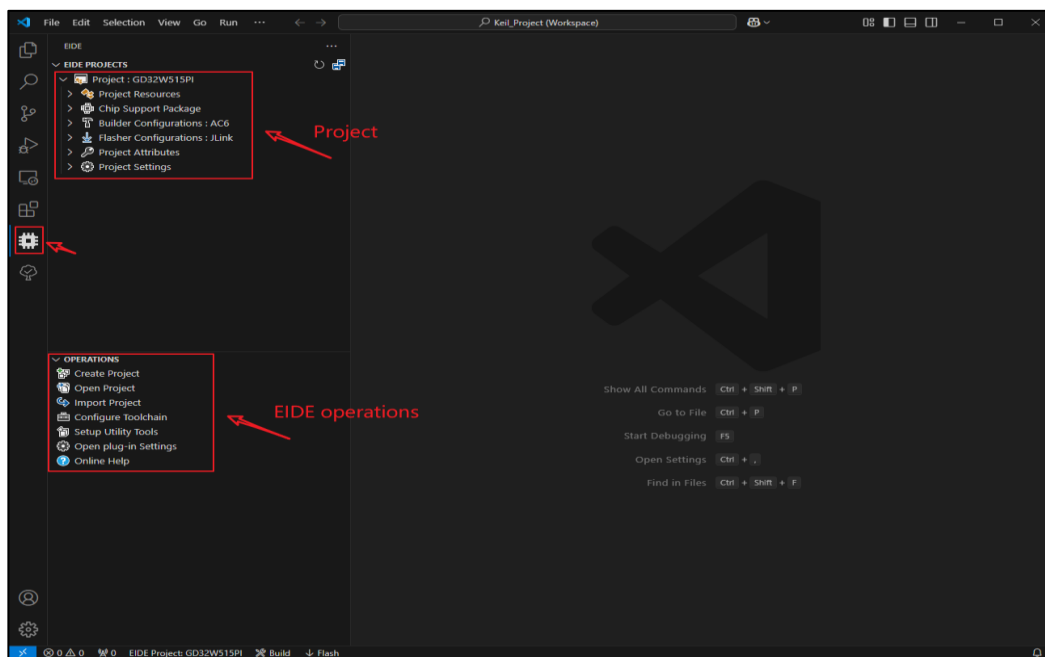 File Edit Selection View Go Run ··· Keil_Project (Workspace)
EIDE ···
EIDE PROJECTS
Project : GD32W515PI
Project Resources
Chip Support Package
Builder Configurations : AC6
Flasher Configurations : JLink
Project Attributes
Project Settings
Project
OPERATIONS
Create Project
Open Project
Import Project
Configure Toolchain
Setup Utility Tools
Open plug-in Settings
Online Help
EIDE operations
Show All Commands Ctrl + Shift + P
Go to File Ctrl + P
Start Debugging F5
Open Settings Ctrl + ,
Find in Files Ctrl + Shift + F
0 0 0 EIDE Project: GD32W515PI Build Flash